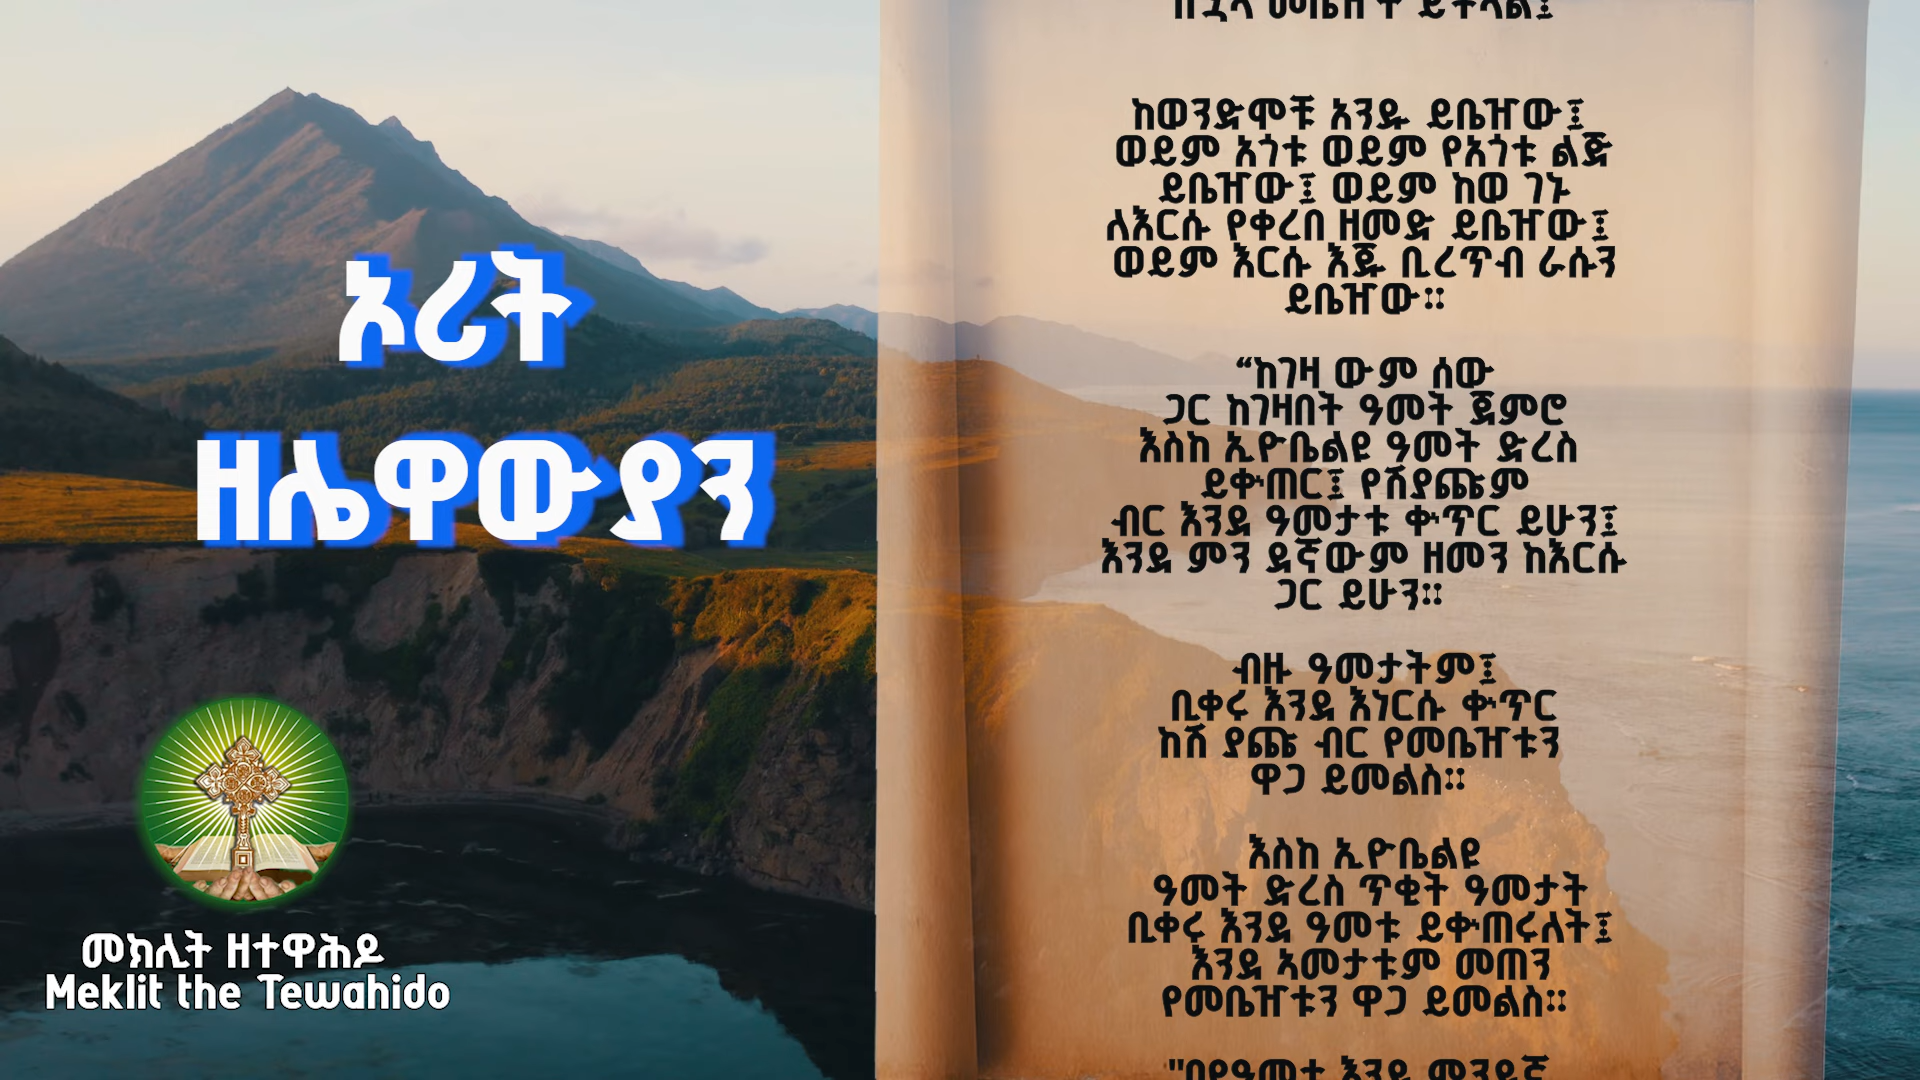 ኦሪት
ዘሌዋውያን
መክሊት ዘተዋሕዶ
Meklit the Tewahido
ከወንድሞቹ አንዱ ይቤዠው፤
ወይም አጎቱ ወይም የአጎቱ ልጅ
ይቤዠው፤ ወይም ከወ ገኑ
ለእርሱ የቀረበ ዘመድ ይቤዠው፤
ወይም እርሱ እጁ ቢረጥብ ራሱን
ይቤዠው።
“ከገዛ ውም ሰው
ጋር ከገዛበት ዓመት ጀምሮ
እስከ ኢዮቤልዩ ዓመት ድረስ
ይቍጠር፤ የሽያጩም
ብር እንደ ዓመታቱ ቍጥር ይሁን፤
እንደ ምን ደኛውም ዘመን ከእርሱ
ጋር ይሁን።
ብዙ ዓመታትም፤
ቢቀሩ እንደ እነርሱ ቍጥር
ከሽ ያጩ ብር የመቤዠቱን
ዋጋ ይመልስ።
እስከ ኢዮቤልዩ
ዓመት ድረስ ጥቂት ዓመታት
ቢቀሩ እንደ ዓመቱ ይቍጠሩለት፤
እንደ ኣመታቱም መጠን
የመቤዠቱን ዋጋ ይመልስ።